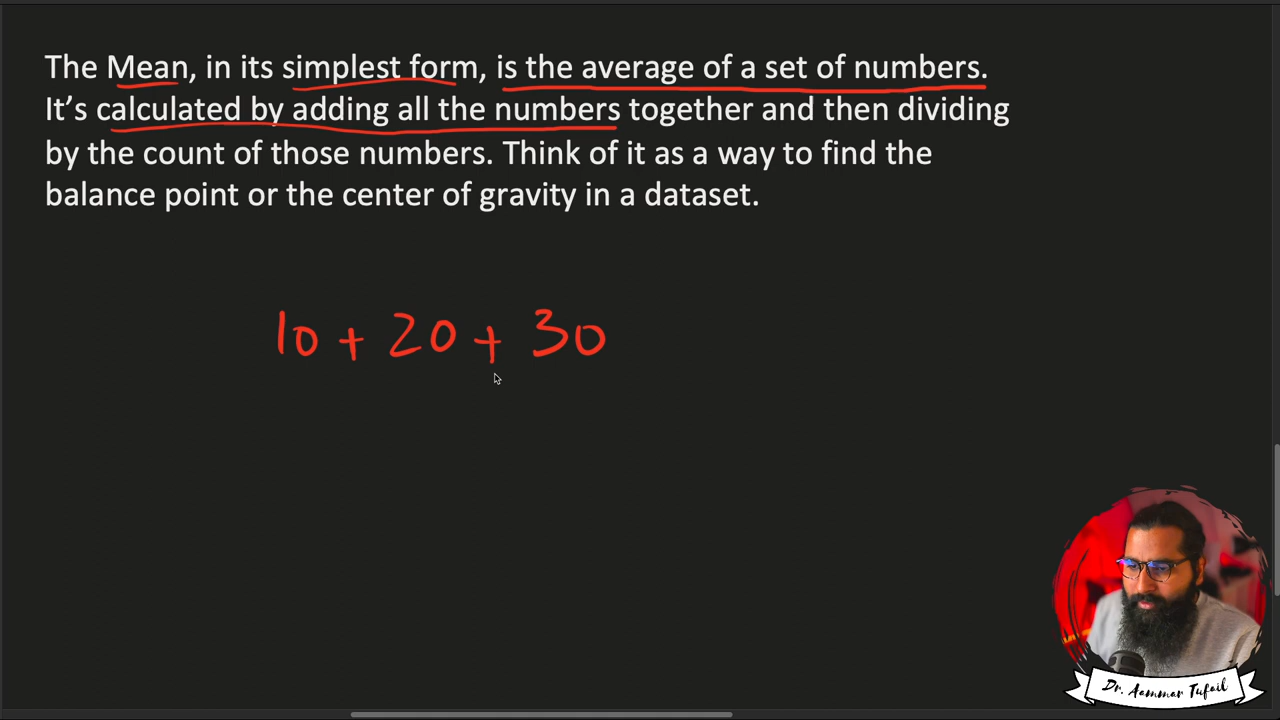 The Mean, in its simplest form, is the average of a set of numbers.
It’s calculated by adding all the numbers together and then dividing
by the count of those numbers. Think of it as a way to find the
balance point or the center of gravity in a dataset.
10 + 20 + 30
Dr. Aammar Tufail